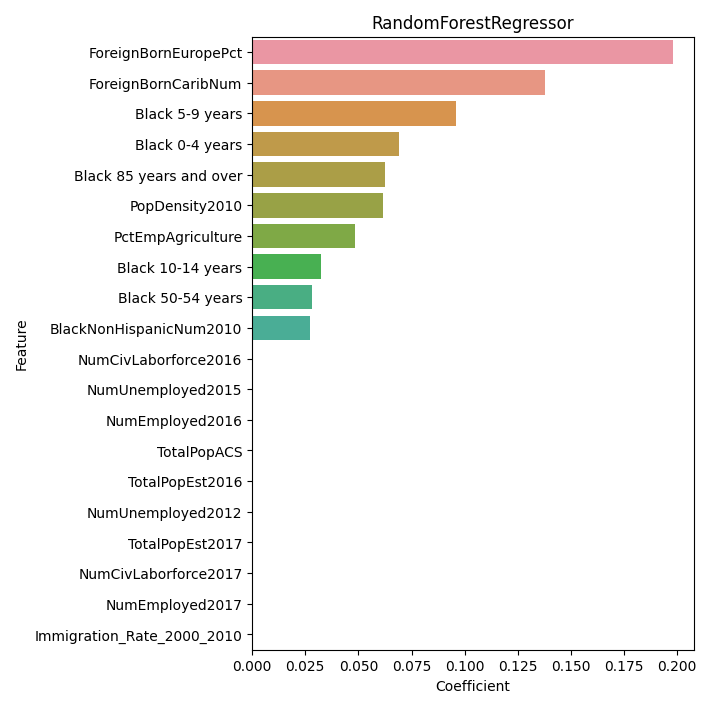 RandomForestRegressor
ForeignBornEuropePct
ForeignBornCaribNum
Black 5-9 years
Black 0-4 years
Black 85 years and over
PopDensity2010
PctEmpAgriculture
Black 10-14 years
Black 50-54 years
BlackNonHispanicNum2010
NumCivLaborforce2016
NumUnemployed2015
NumEmployed2016
TotalPopACS
TotalPopEst2016
NumUnemployed2012
TotalPopEst2017
NumCivLaborforce2017
NumEmployed2017
Immigration_Rate_2000_2010
Feature
0.000 0.025 0.050 0.075 0.100 0.125 0.150 0.175 0.200
Coefficient